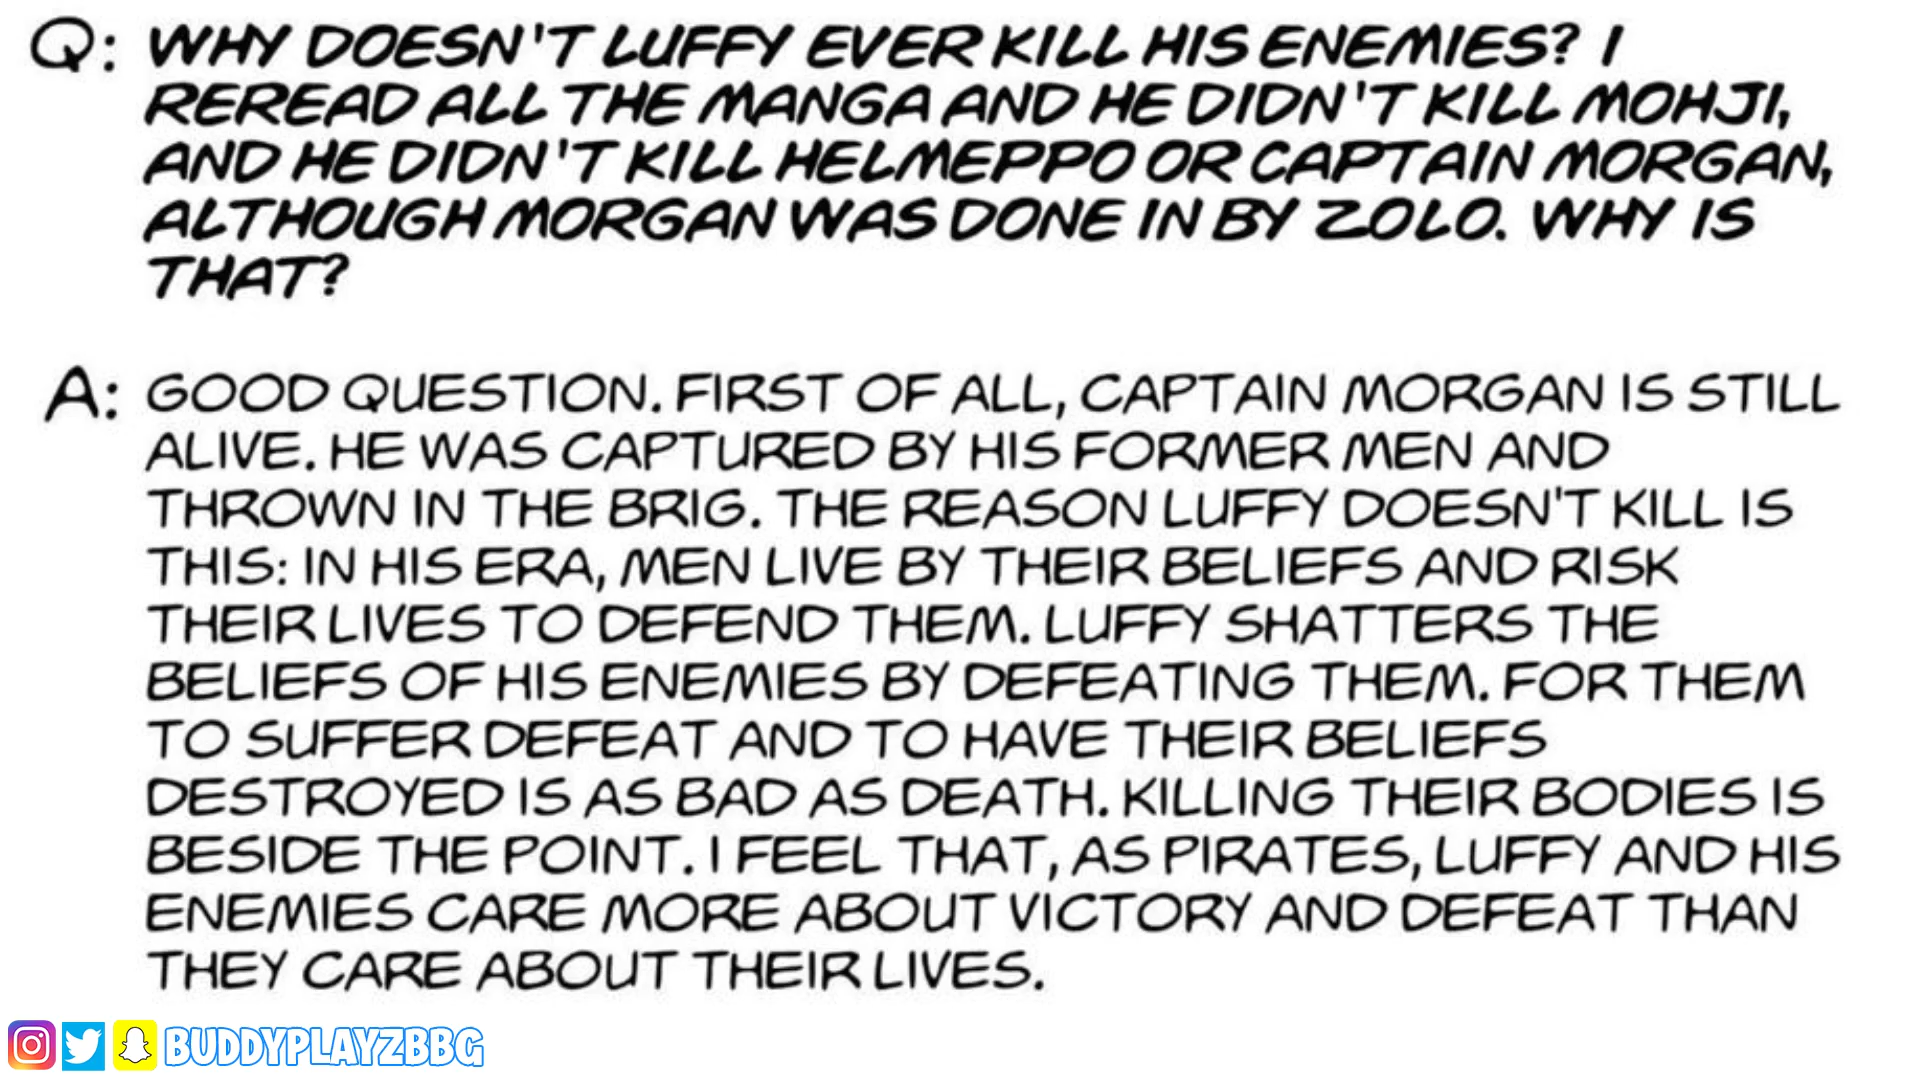 Q: WHY DOESN'T LUFFY EVER KILL HIS ENEMIES? I
REREAD ALL THE MANGA AND HE DIDN'T KILL MOHJI,
AND HE DIDN'T KILL HELMEPPO OR CAPTAIN MORGAN,
ALTHOUGH MORGAN WAS DONE IN BY ZOLO. WHY IS
THAT?
A: GOOD QUESTION. FIRST OF ALL, CAPTAIN MORGAN IS STILL
ALIVE. HE WAS CAPTURED BY HIS FORMER MEN AND
THROWN IN THE BRIG. THE REASON LUFFY DOESN'T KILL IS
THIS: IN HIS ERA, MEN LIVE BY THEIR BELIEFS AND RISK
THEIR LIVES TO DEFEND THEM. LUFFY SHATTERS THE
BELIEFS OF HIS ENEMIES BY DEFEATING THEM. FOR THEM
TO SUFFER DEFEAT AND TO HAVE THEIR BELIEFS
DESTROYED IS AS BAD AS DEATH. KILLING THEIR BODIES IS
BESIDE THE POINT. I FEEL THAT, AS PIRATES, LUFFY AND HIS
ENEMIES CARE MORE ABOUT VICTORY AND DEFEAT THAN
THEY CARE ABOUT THEIR LIVES.
BUDDYPLAYZBBG